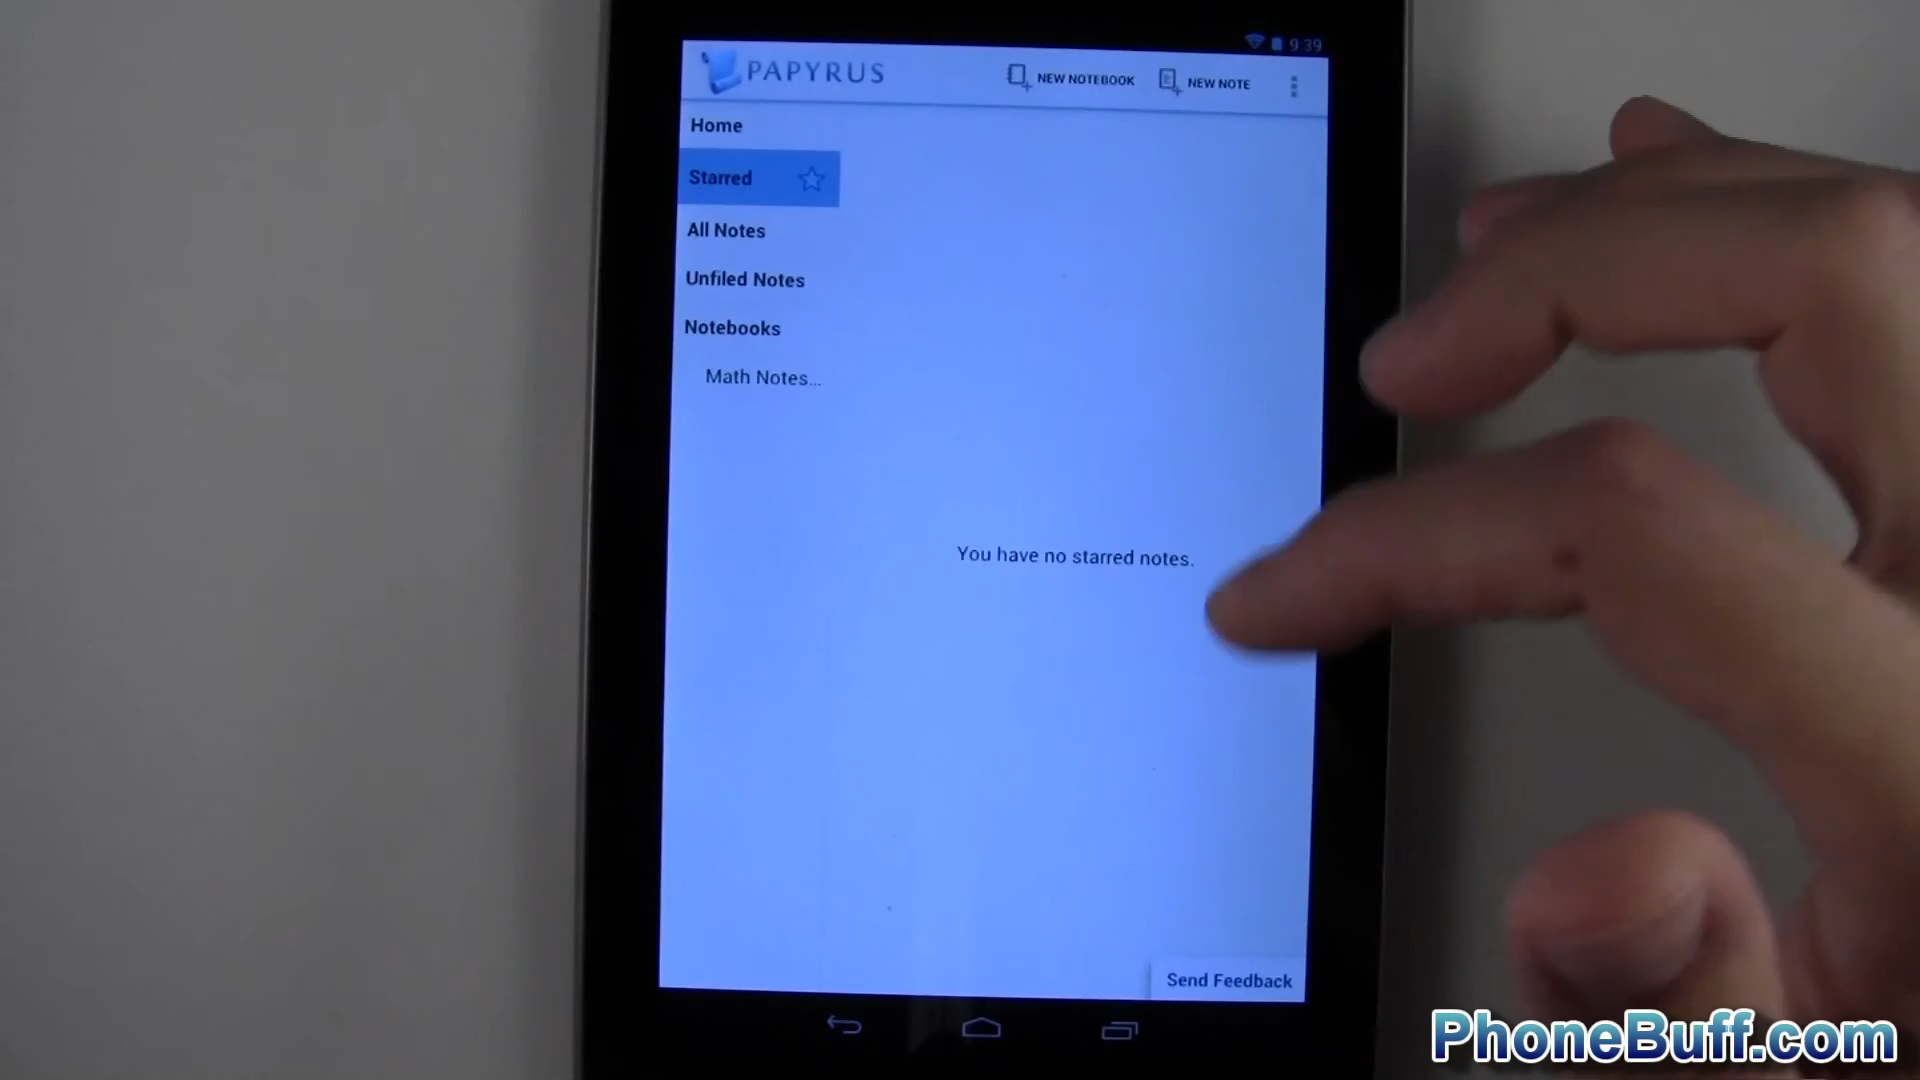 9:39
PAPYRUS
NEW NOTEBOOK
NEW NOTE
Home
Starred
All Notes
Unfiled Notes
Notebooks
Math Notes...
You have no starred notes.
Send Feedback
PhoneBuff.com